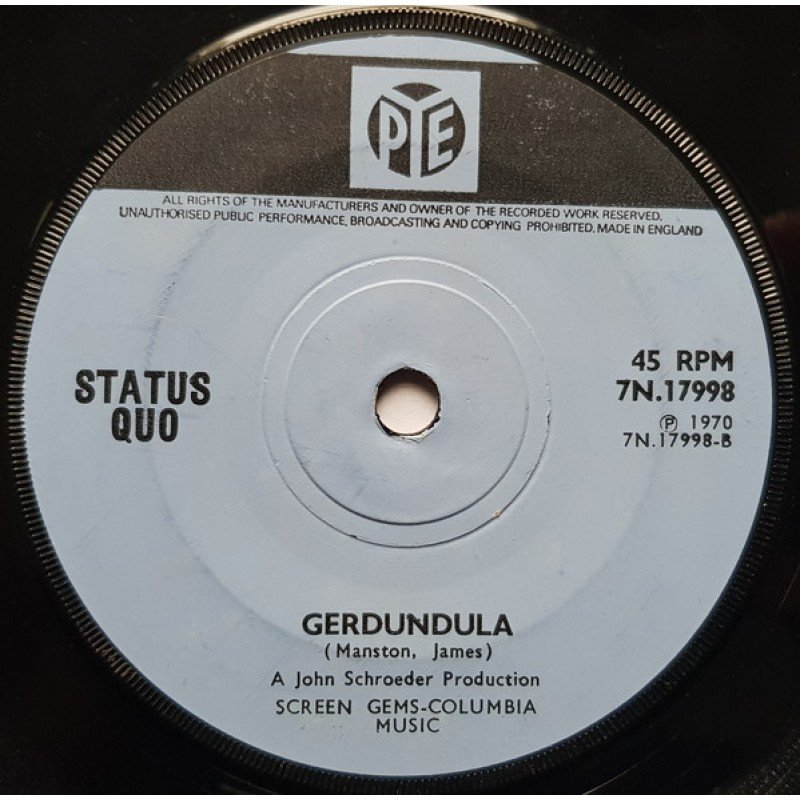 PYE
ALL RIGHTS OF THE MANUFACTURERS AND OWNER OF THE RECORDED WORK RESERVED.
UNAUTHORISED PUBLIC PERFORMANCE, BROADCASTING AND COPYING PROHIBITED. MADE IN ENGLAND
STATUS
QUO
45 RPM
7N.17998
Ⓟ 1970
7N.17998-B
GERDUNDULA
(Manston, James)
A John Schroeder Production
SCREEN GEMS-COLUMBIA
MUSIC